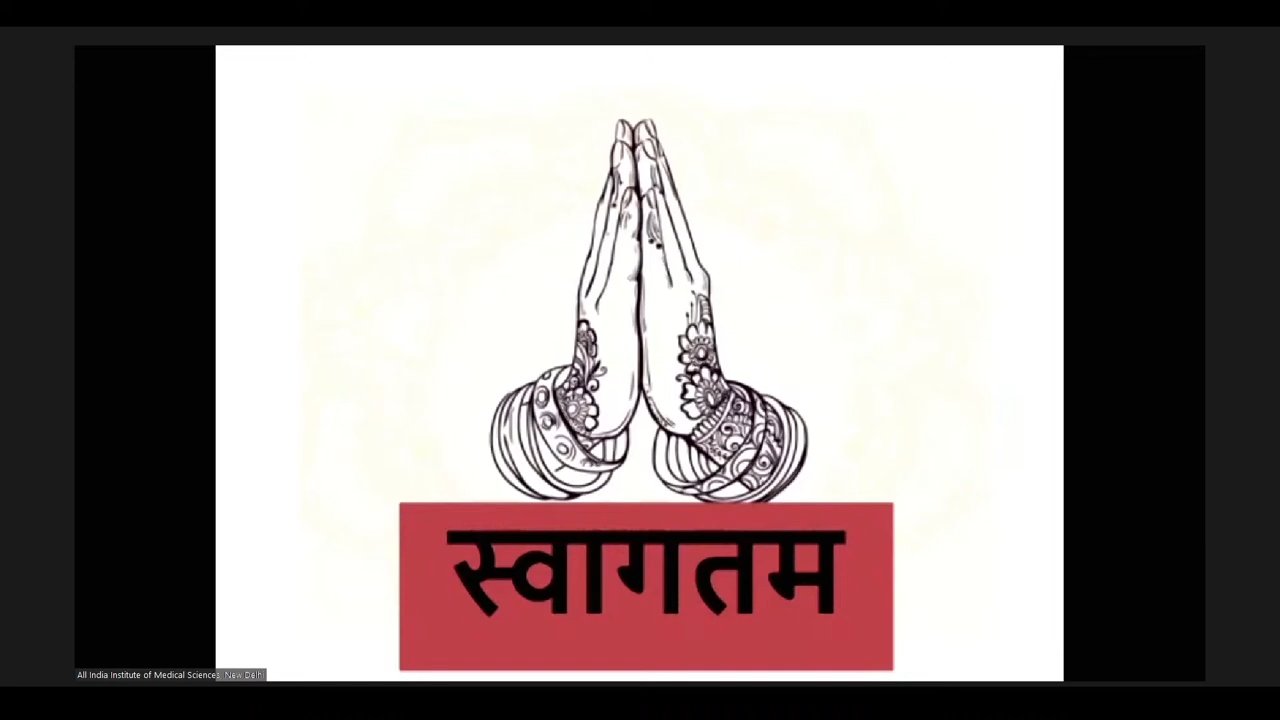 स्वागतम
All India Institute of Medical Sciences, New Delhi